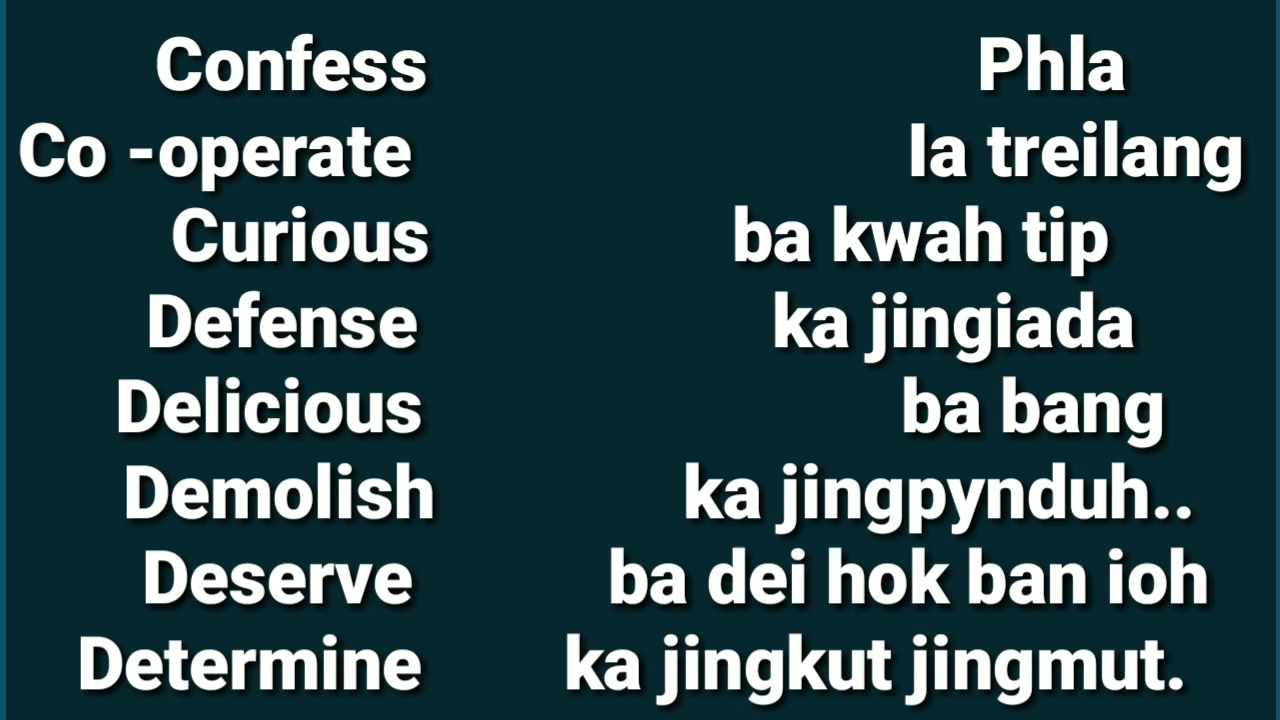 Confess Phla
Co -operate Ia treilang
Curious ba kwah tip
Defense ka jingiada
Delicious ba bang
Demolish ka jingpynduh..
Deserve ba dei hok ban ioh
Determine ka jingkut jingmut.